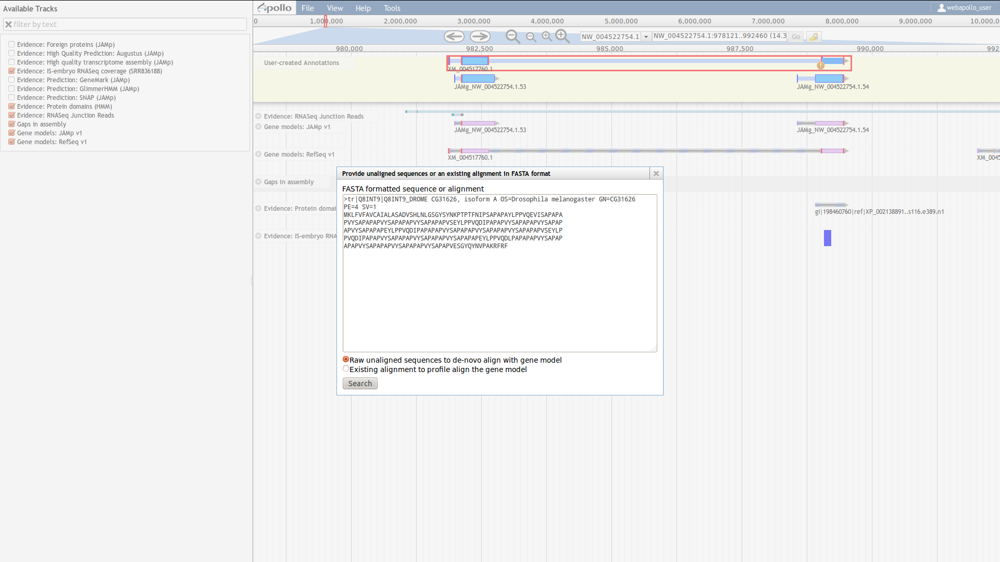 Available Tracks
filter by text
Evidence: Foreign proteins (JAMp)
Evidence: High Quality Prediction: Augustus (JAMp)
Evidence: High quality transcriptome assembly (JAMp)
Evidence: IS-embryo RNASeq coverage (SRR836188)
Evidence: Prediction: GeneMark (JAMp)
Evidence: Prediction: GlimmerHMM (JAMp)
Evidence: Prediction: SNAP (JAMp)
Evidence: Protein domains (HMM)
Evidence: RNASeq Junction Reads
Gaps in assembly
Gene models: JAMp v1
Gene models: RefSeq v1
Apollo File View Help Tools webapollo_user
0 1,000,000 2,000,000 3,000,000 4,000,000 5,000,000 6,000,000 7,000,000 8,000,000 9,000,000 10,000,0
NW_004522754.1 NW_004522754.1:978121..992460 (14.3 Go
980,000 982,500 985,000 987,500 990,000 992
User-created Annotations
XM_004517760.1
JAMg_NW_004522754.1.53 JAMg_NW_004522754.1.54
Evidence: RNASeq Junction Reads
Gene models: JAMp v1
JAMg_NW_004522754.1.53 JAMg_NW_004522754.1.54
Gene models: RefSeq v1
XM_004517760.1 XM_0045
Provide unaligned sequences or an existing alignment in FASTA format
Gaps in assembly
FASTA formatted sequence or alignment
>tr|Q8INT9|Q8INT9_DROME CG31626, isoform A OS=Drosophila melanogaster GN=CG31626
PE=4 SV=1
MKLFVFAVCAIALASADVSHLNLGSGYSYNKPTPTFNIPSAPAPAYLPPVQEVISAPAPA
PVYSAPAPAPVYSAPAPAPVYSAPAPAPVSEYLPPVQDIPAPAPVYSAPAPAPVYSAPAP
APVYSAPAPAPEYLPPVQDIPAPAPAPVYSAPAPAPVYSAPAPAPVYSAPAPAPVSEYLP
PVQDIPAPAPVYSAPAPAPVYSAPAPAPVYSAPAPAPEYLPPVQDLPAPAPAPVYSAPAP
APAPVYSAPAPAPVYSAPAPAPVYSAPAPVESGYQYNVPAKRFRF
Evidence: Protein domai
gi|198460760|ref|XP_002138891..s116.e389.n1
Evidence: IS-embryo RNA
Raw unaligned sequences to de-novo align with gene model
Existing alignment to profile align the gene model
Search